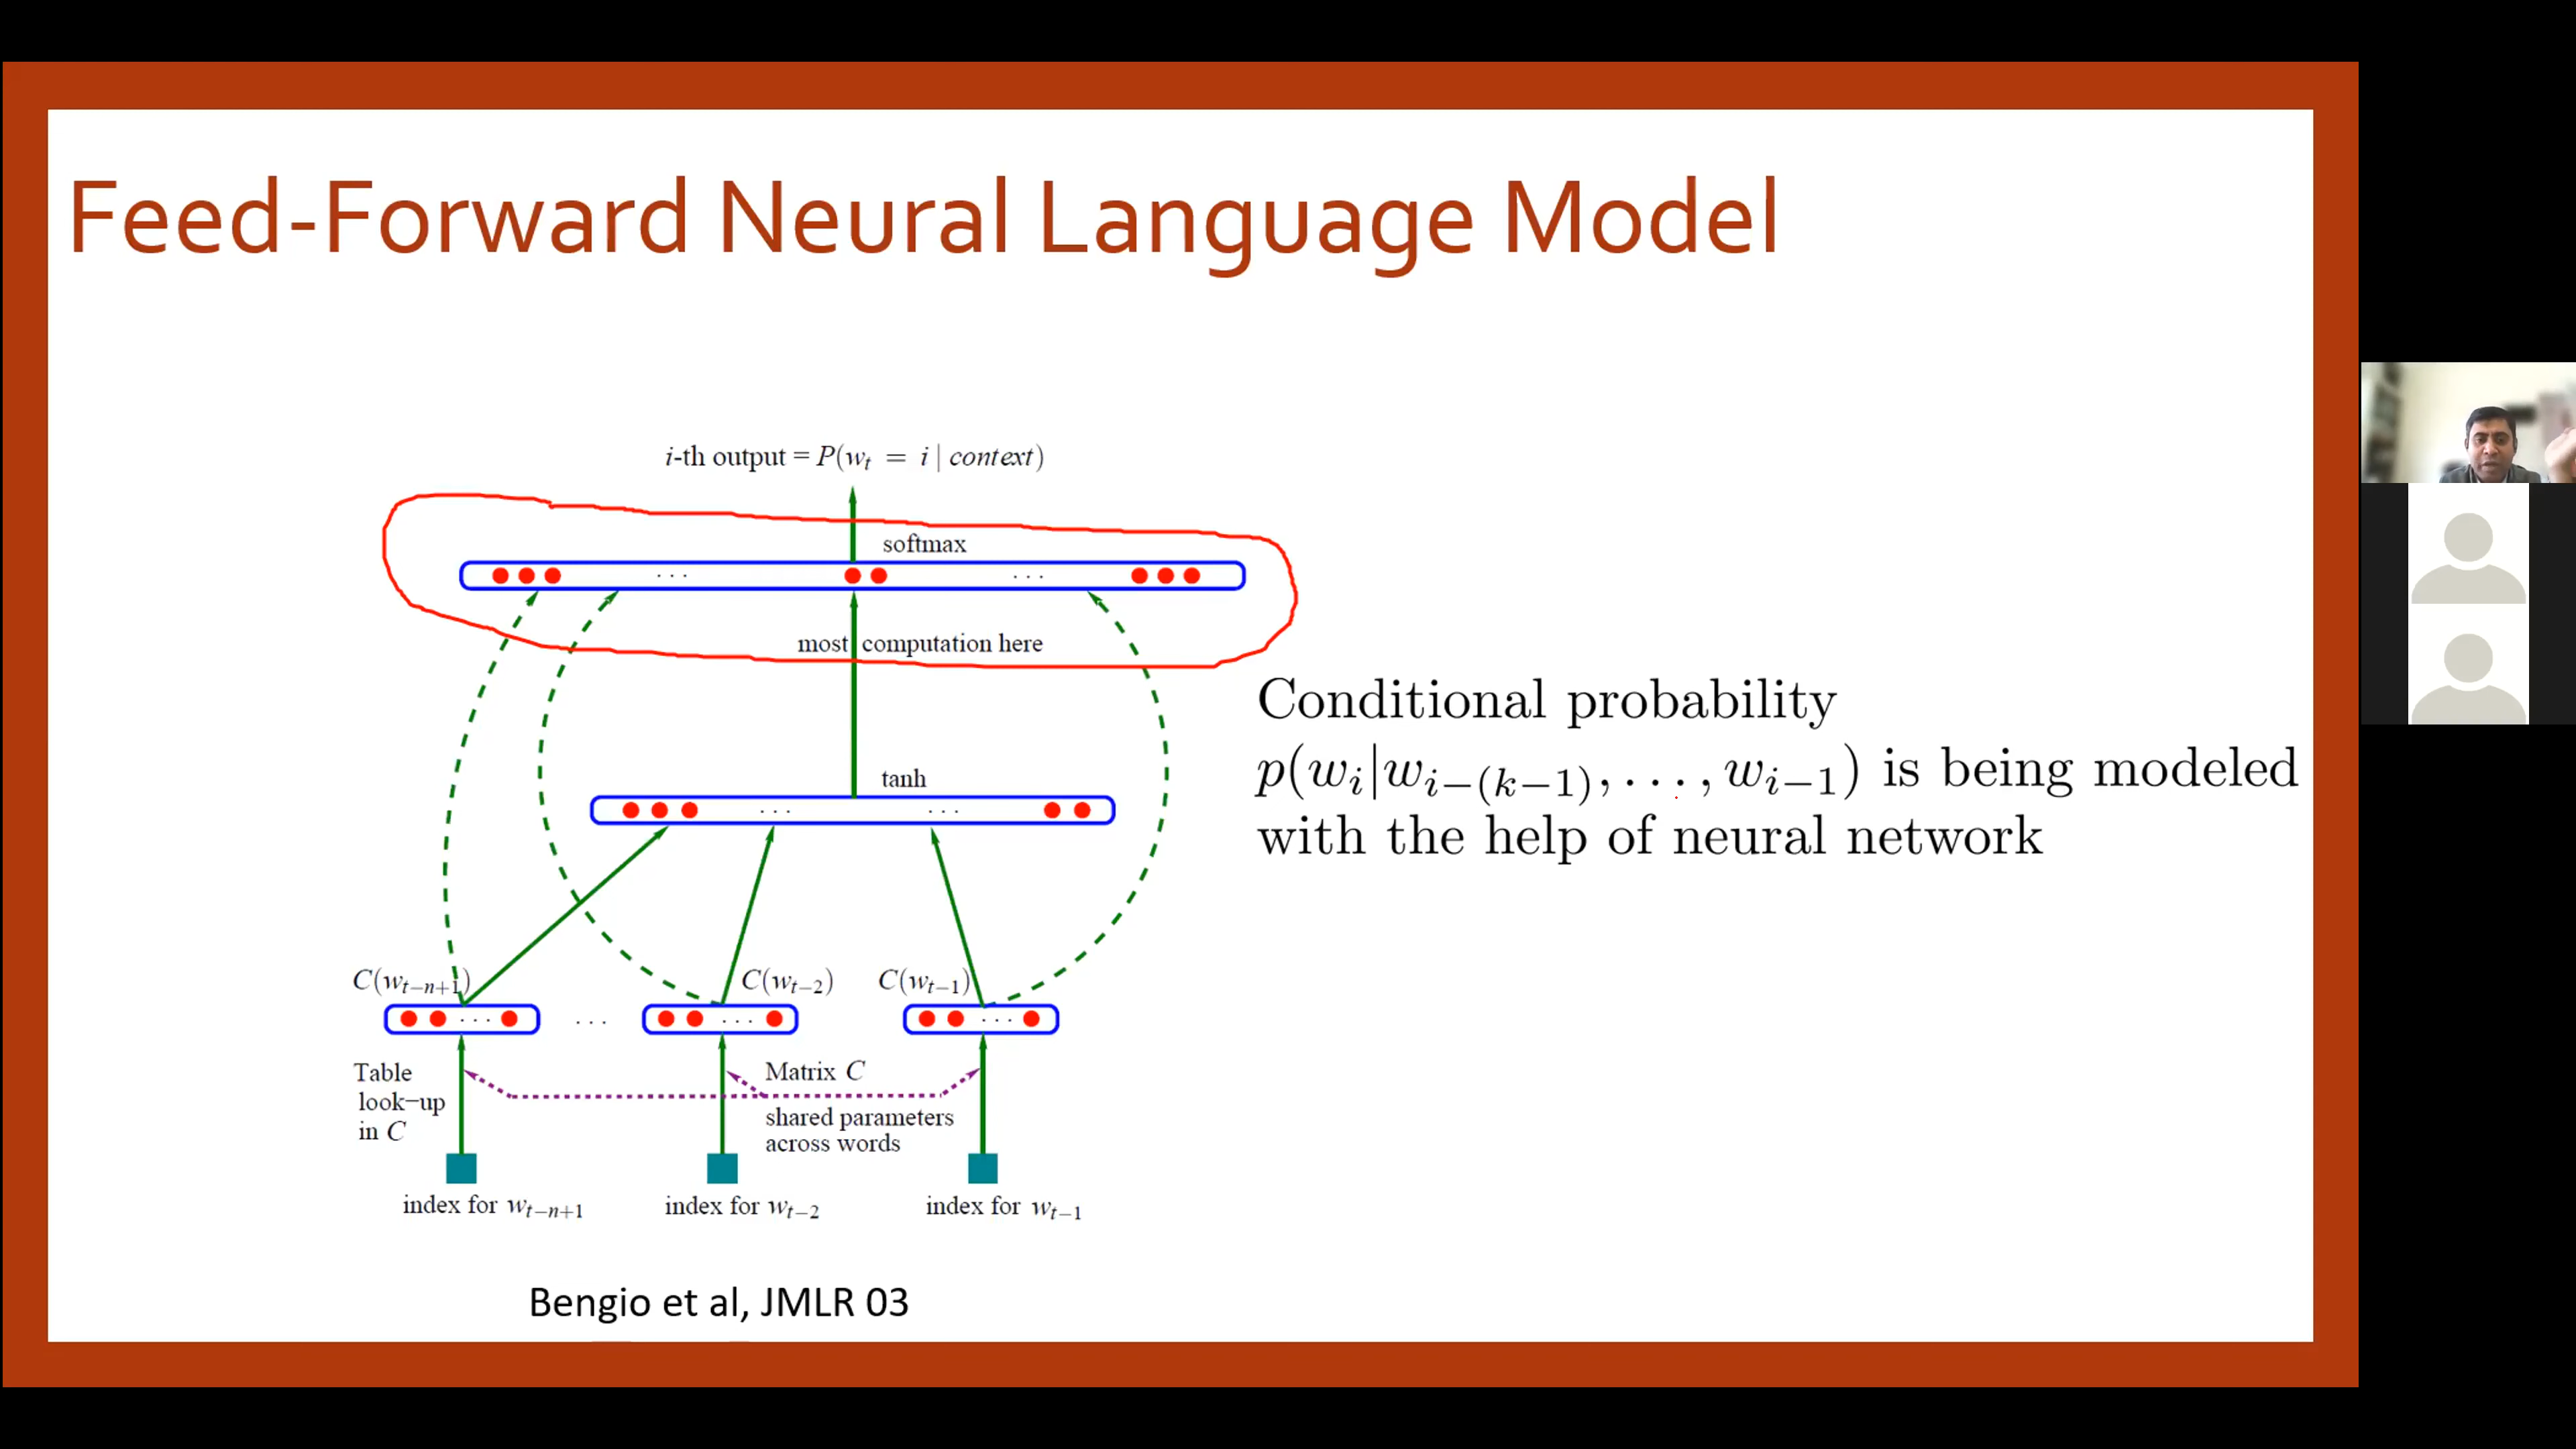 Feed-Forward Neural Language Model
i-th output = P(w_t = i | context)
softmax
. . .
. . .
most computation here
tanh
. . .
. . .
C(w_{t−n+1})
C(w_{t−2})
C(w_{t−1})
. . .
. . .
. . .
. . .
Table
look−up
in C
Matrix C
shared parameters
across words
index for w_{t−n+1}
index for w_{t−2}
index for w_{t−1}
Bengio et al, JMLR 03
Conditional probability
p(w_i|w_{i−(k−1)}, . . . , w_{i−1}) is being modeled
with the help of neural network